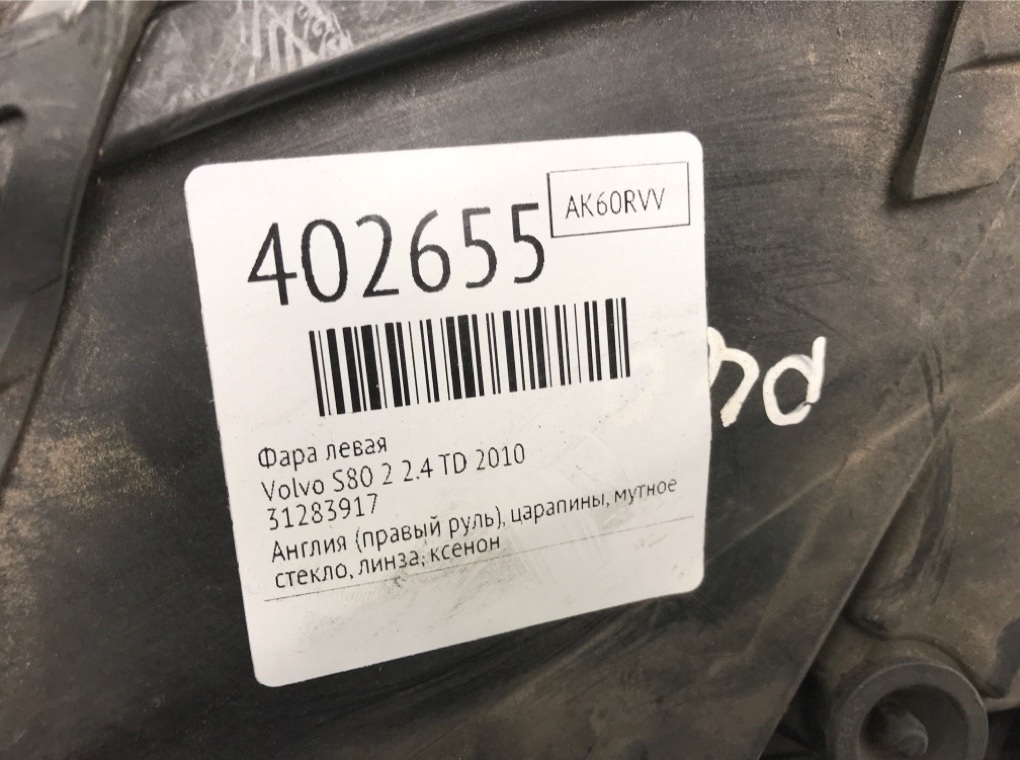 402655
AK60RVV
Фара левая
Volvo S80 2 2.4 TD 2010
31283917
Англия (правый руль), царапины, мутное
стекло, линза, ксенон